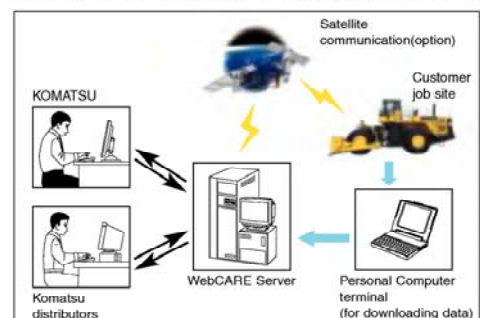 Satellite
communication(option)
Customer
job site
KOMATSU
WebCARE Server
Personal Computer
terminal
(for downloading data)
Komatsu
distributors